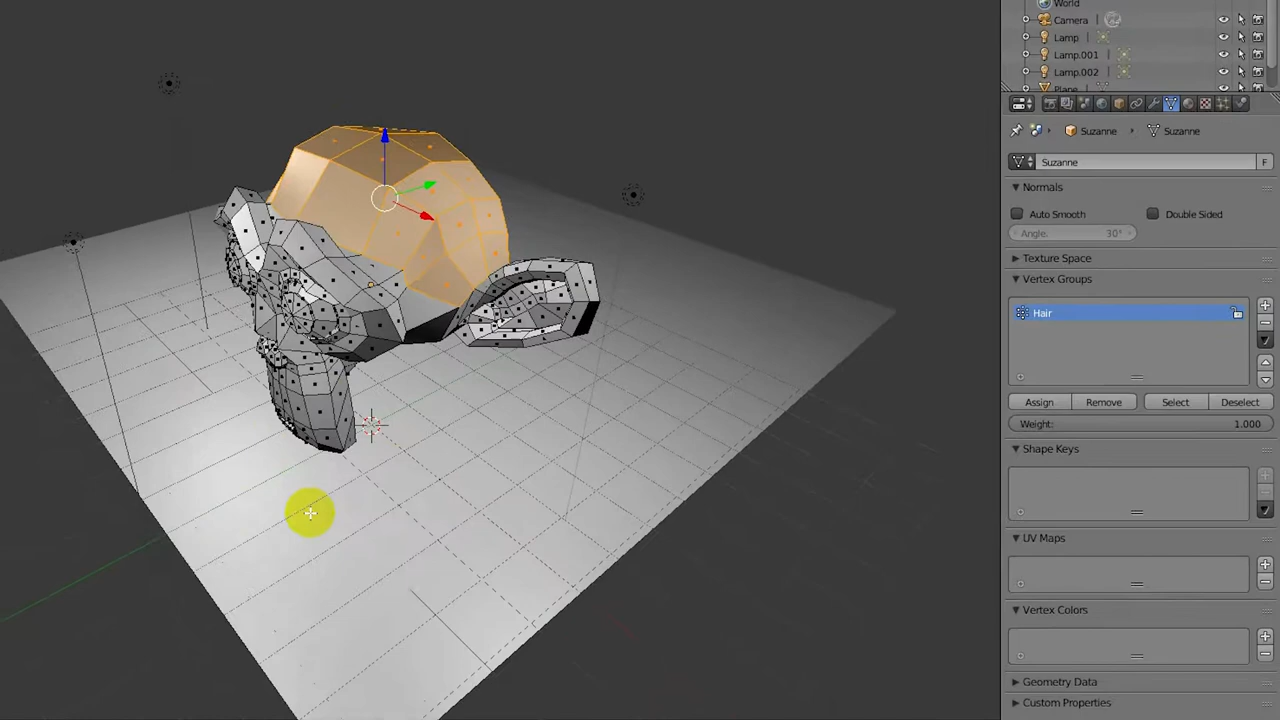 World
Camera
Lamp
Lamp.001
Lamp.002
Plane
Suzanne
Suzanne
Suzanne
F
Normals
Auto Smooth
Double Sided
Angle: 30°
Texture Space
Vertex Groups
Hair
Assign
Remove
Select
Deselect
Weight: 1.000
Shape Keys
UV Maps
Vertex Colors
Geometry Data
Custom Properties